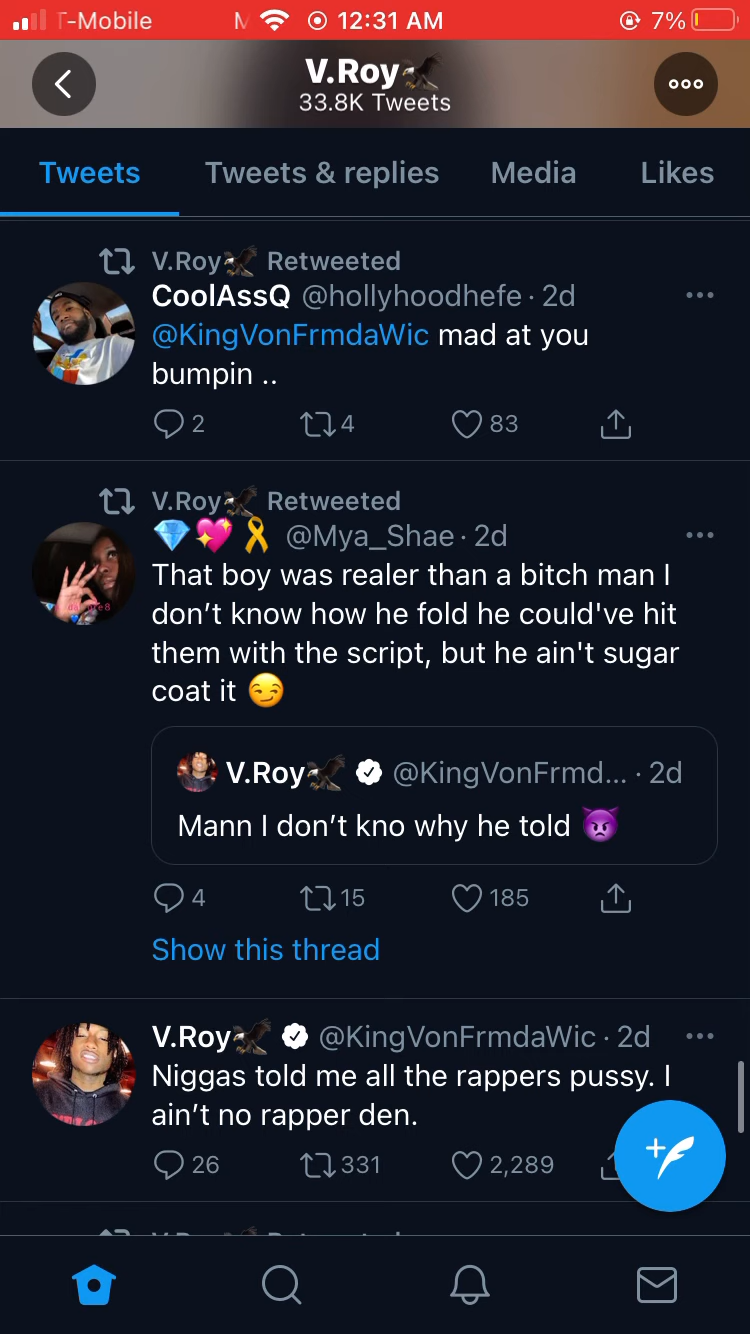 T-Mobile M 12:31 AM 7%
V.Roy🦅
33.8K Tweets
Tweets Tweets & replies Media Likes
V.Roy🦅 Retweeted
CoolAssQ @hollyhoodhefe · 2d
@KingVonFrmdaWic mad at you
bumpin ..
2 4 83
V.Roy🦅 Retweeted
💎💖🎗 @Mya_Shae · 2d
That boy was realer than a bitch man I
don’t know how he fold he could've hit
them with the script, but he ain't sugar
coat it 😏
V.Roy🦅 @KingVonFrmd... · 2d
Mann I don’t kno why he told 👿
4 15 185
Show this thread
V.Roy🦅 @KingVonFrmdaWic · 2d
Niggas told me all the rappers pussy. I
ain’t no rapper den.
26 331 2,289